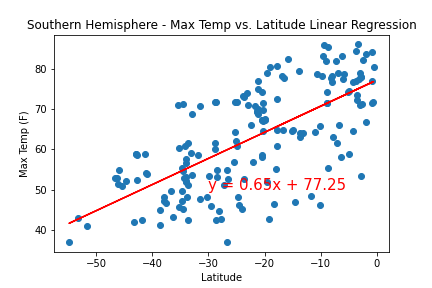 Southern Hemisphere - Max Temp vs. Latitude Linear Regression
Max Temp (F)
80
70
60
50
40
y = 0.65x + 77.25
−50
−40
−30
−20
−10
0
Latitude